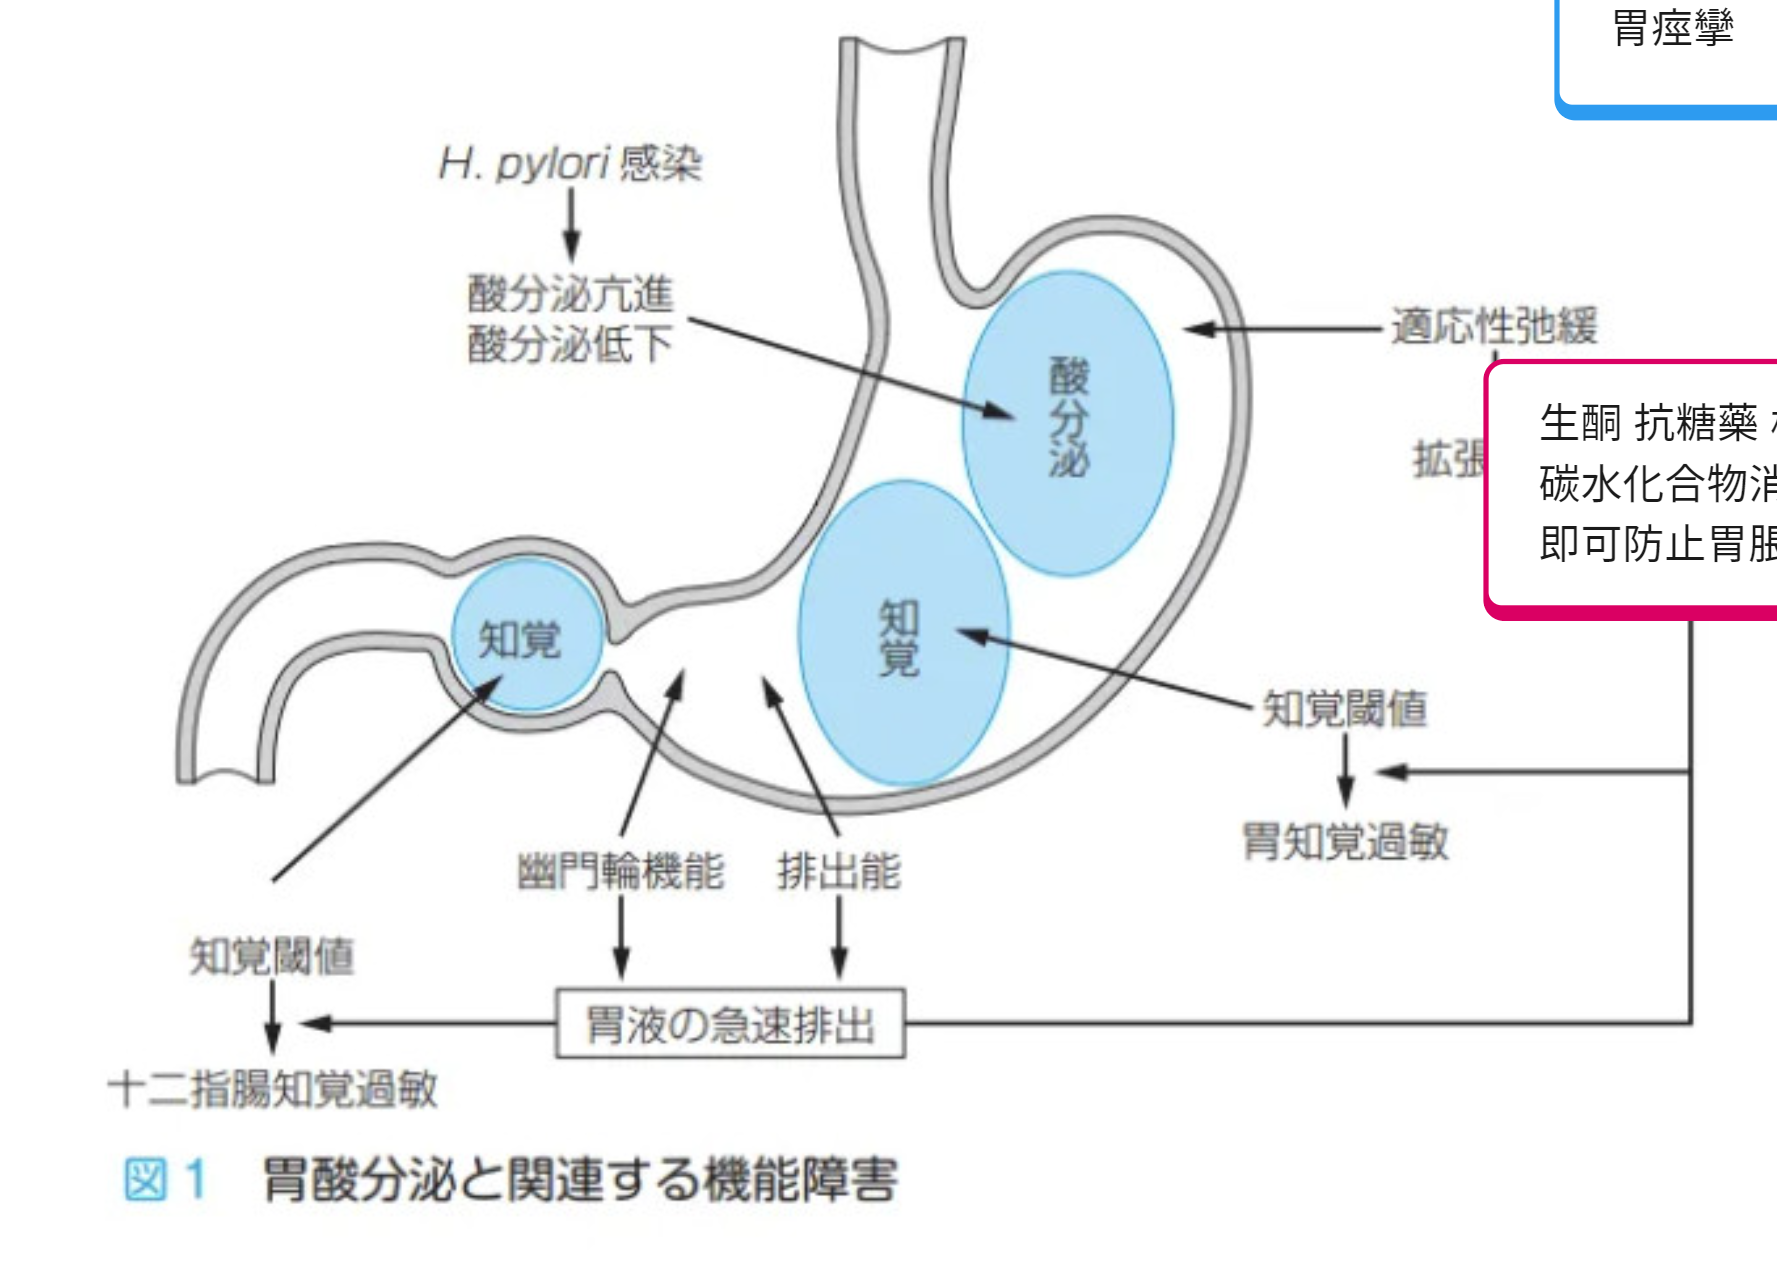 胃痙攣
H. pylori 感染
酸分泌亢進
酸分泌低下
適応性弛緩
酸分泌
生酮 抗糖藥
碳水化合物消
即可防止胃脹
拡張
知覚
知覚
知覚閾値
胃知覚過敏
幽門輪機能
排出能
知覚閾値
胃液の急速排出
十二指腸知覚過敏
図1 胃酸分泌と関連する機能障害